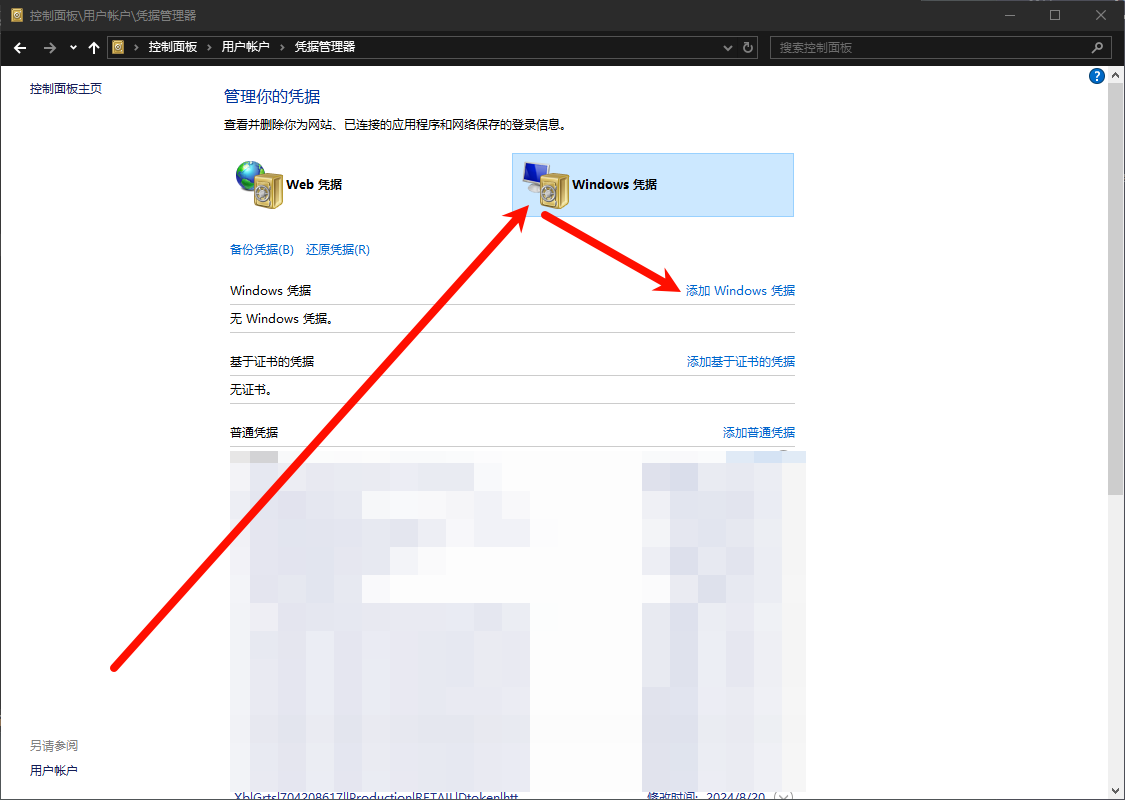 控制面板\用户帐户\凭据管理器
控制面板 › 用户帐户 › 凭据管理器
搜索控制面板
控制面板主页
?
管理你的凭据
查看并删除你为网站、已连接的应用程序和网络保存的登录信息。
Web 凭据
Windows 凭据
备份凭据(B) 还原凭据(R)
Windows 凭据 添加 Windows 凭据
无 Windows 凭据。
基于证书的凭据 添加基于证书的凭据
无证书。
普通凭据 添加普通凭据
另请参阅
用户帐户
XblGrts|704208617||Production|RETAIL|Dtoken|htt... 修改时间: 2024/8/20